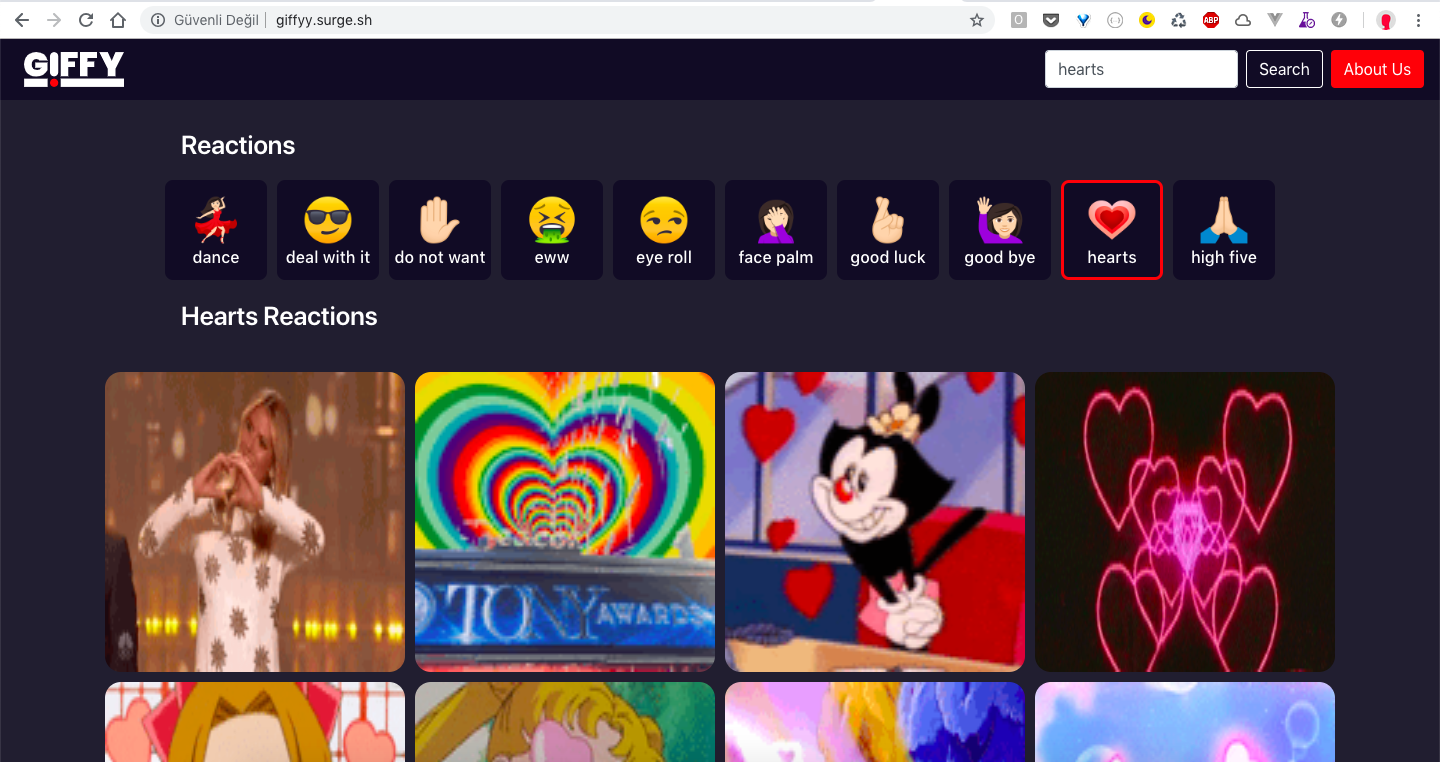 Güvenli Değil giffyy.surge.sh
O ABP
GIFFY hearts Search About Us
Reactions
dance deal with it do not want eww eye roll face palm good luck good bye hearts high five
Hearts Reactions
TONY AWARDS